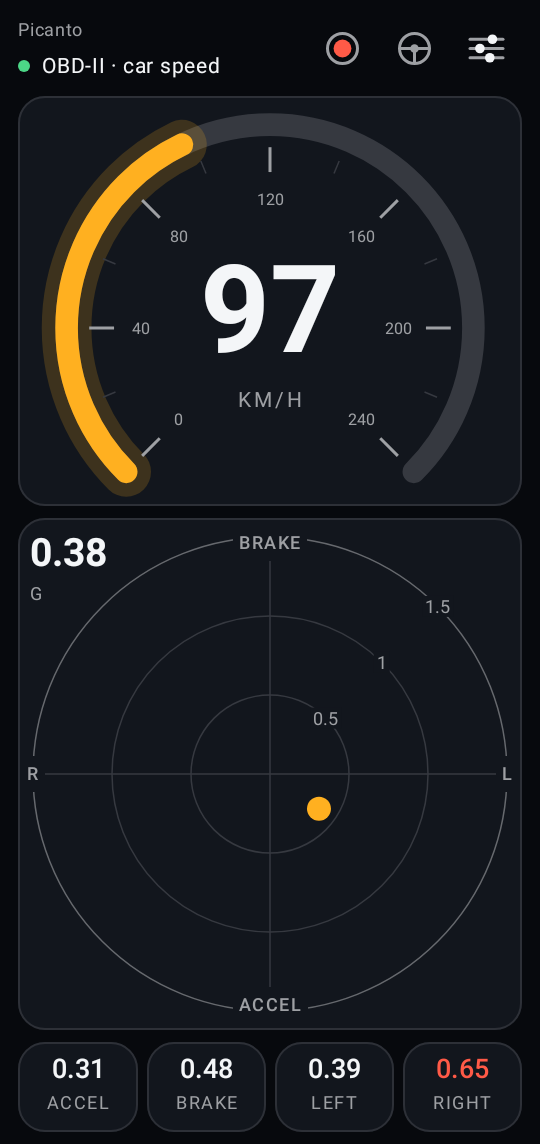 Picanto
OBD-II · car speed
120
80
160
97
40
200
KM/H
0
240
0.38
BRAKE
G
1.5
1
0.5
R
L
ACCEL
0.31
0.48
0.39
0.65
ACCEL
BRAKE
LEFT
RIGHT